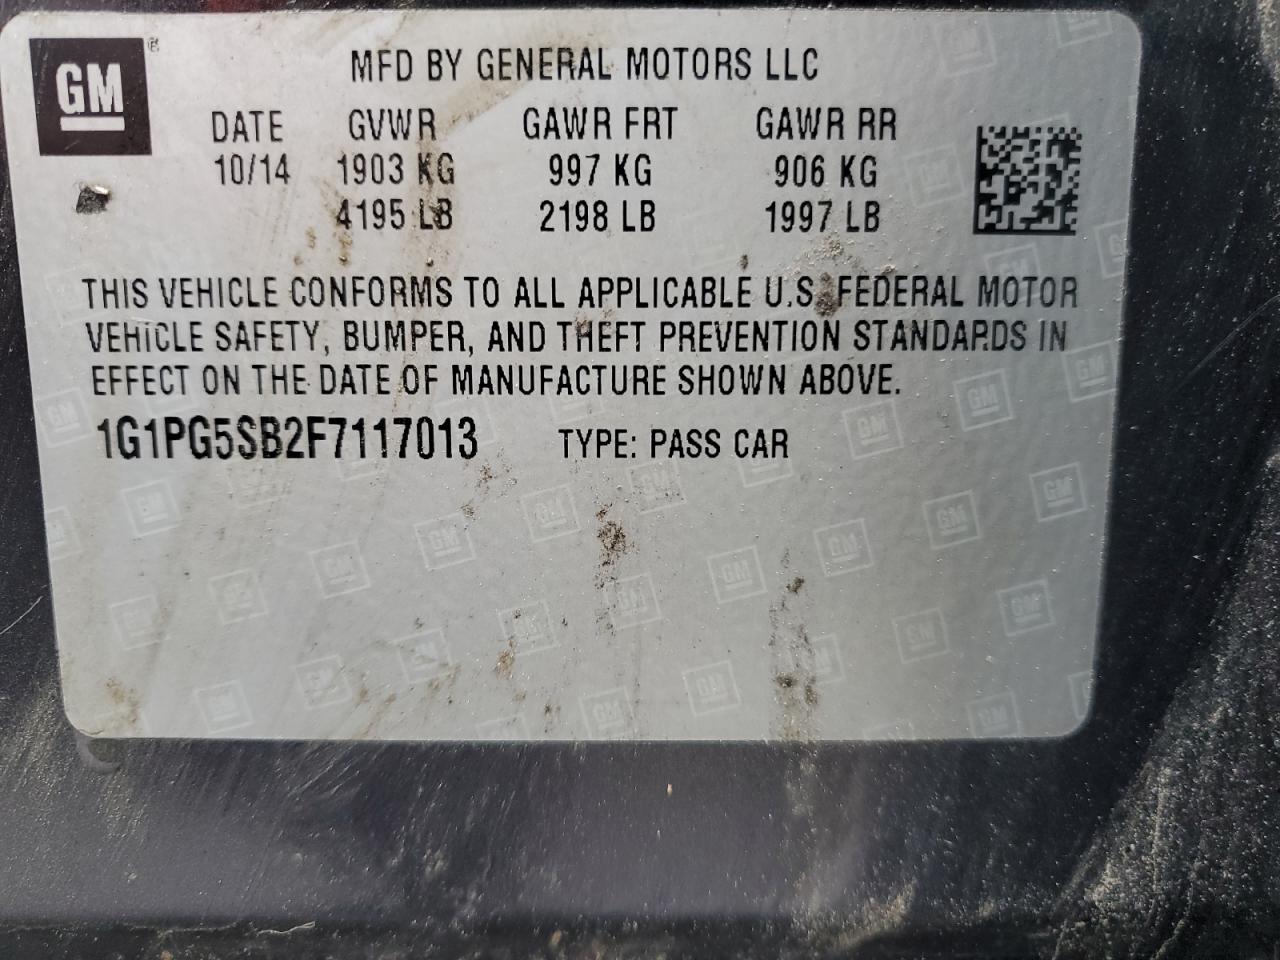 GM
MFD BY GENERAL MOTORS LLC
DATE GVWR GAWR FRT GAWR RR
10/14 1903 KG 997 KG 906 KG
4195 LB 2198 LB 1997 LB
THIS VEHICLE CONFORMS TO ALL APPLICABLE U.S. FEDERAL MOTOR
VEHICLE SAFETY, BUMPER, AND THEFT PREVENTION STANDARDS IN
EFFECT ON THE DATE OF MANUFACTURE SHOWN ABOVE.
1G1PG5SB2F7117013 TYPE: PASS CAR